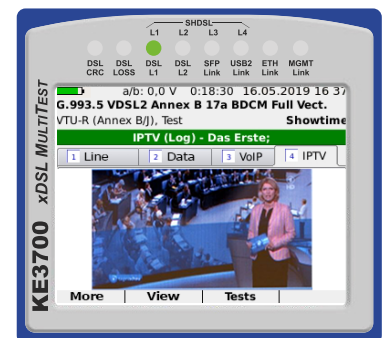 SHDSL
L1 L2 L3 L4
DSL CRC DSL LOSS DSL L1 DSL L2 SFP Link USB2 Link ETH Link MGMT Link
KE3700 xDSL MULTITEST
a/b: 0,0 V 0:18:30 16.05.2019 16 37
G.993.5 VDSL2 Annex B 17a BDCM Full Vect.
VTU-R (Annex B/J), Test Showtime
IPTV (Log) - Das Erste;
1 Line 2 Data 3 VoIP 4 IPTV
More View Tests